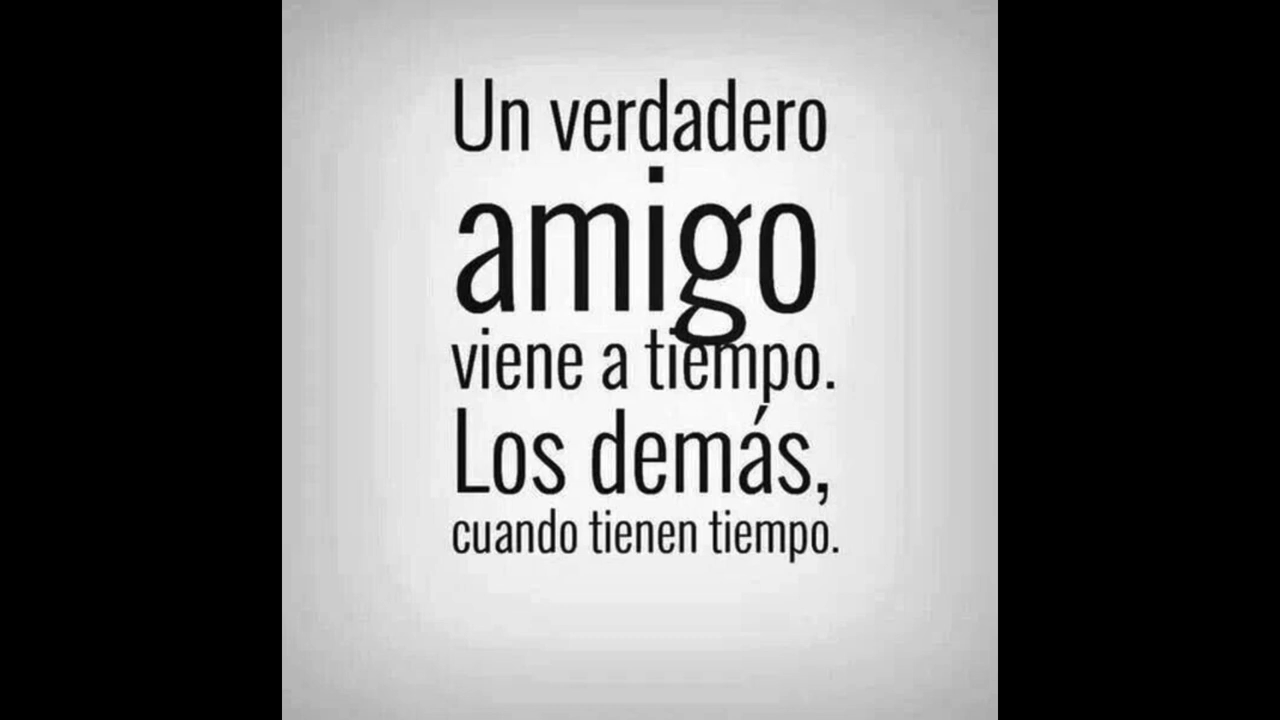 Un verdadero
amigo
viene a tiempo.
Los demás,
cuando tienen tiempo.